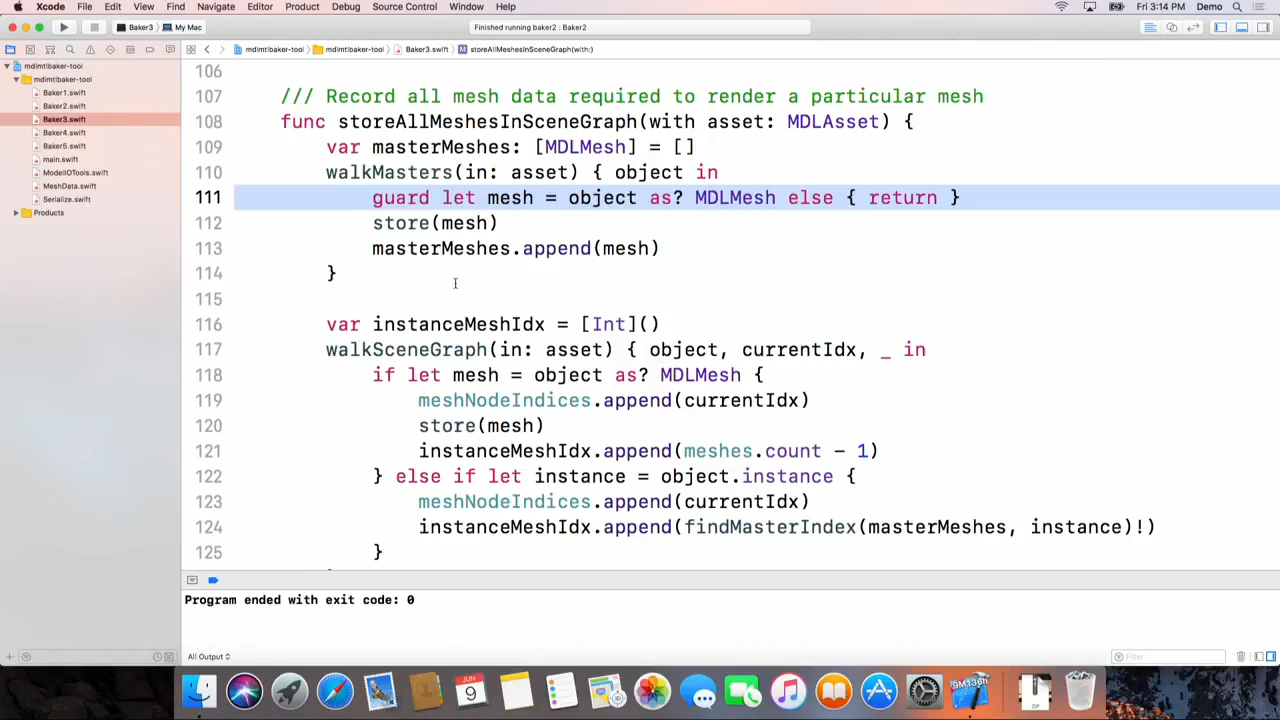 Xcode File Edit View Find Navigate Editor Product Debug Source Control Window Help Fri 3:14 PM Demo
Baker3 My Mac Finished running baker2 : Baker2
mdlmtlbaker-tool mdlmtlbaker-tool Baker3.swift M storeAllMeshesInSceneGraph(with:)
mdlmtlbaker-tool
mdlmtlbaker-tool
Baker1.swift
Baker2.swift
Baker3.swift
Baker4.swift
Baker5.swift
main.swift
ModelIOTools.swift
MeshData.swift
Serialize.swift
Products
106
107 /// Record all mesh data required to render a particular mesh
108 func storeAllMeshesInSceneGraph(with asset: MDLAsset) {
109 var masterMeshes: [MDLMesh] = []
110 walkMasters(in: asset) { object in
111 guard let mesh = object as? MDLMesh else { return }
112 store(mesh)
113 masterMeshes.append(mesh)
114 }
115
116 var instanceMeshIdx = [Int]()
117 walkSceneGraph(in: asset) { object, currentIdx, _ in
118 if let mesh = object as? MDLMesh {
119 meshNodeIndices.append(currentIdx)
120 store(mesh)
121 instanceMeshIdx.append(meshes.count - 1)
122 } else if let instance = object.instance {
123 meshNodeIndices.append(currentIdx)
124 instanceMeshIdx.append(findMasterIndex(masterMeshes, instance)!)
125 }
Program ended with exit code: 0
All Output
Filter
JUN
9
9M136h
ZIP